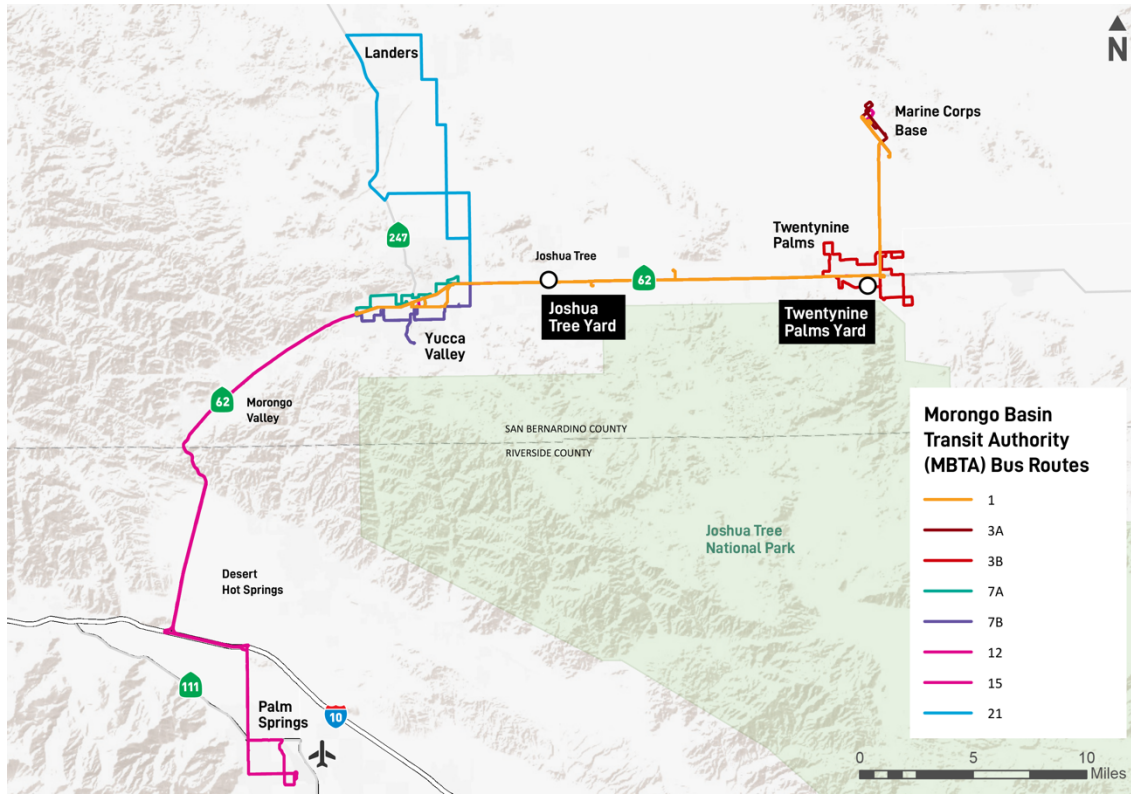 N
Landers
Marine Corps
Base
247
Twentynine
Palms
Joshua Tree
62
Joshua
Tree Yard
Twentynine
Palms Yard
Yucca
Valley
62
Morongo
Valley
SAN BERNARDINO COUNTY
RIVERSIDE COUNTY
Joshua Tree
National Park
Desert
Hot Springs
111
Palm
Springs
10
Morongo Basin
Transit Authority
(MBTA) Bus Routes
1
3A
3B
7A
7B
12
15
21
0 5 10
Miles